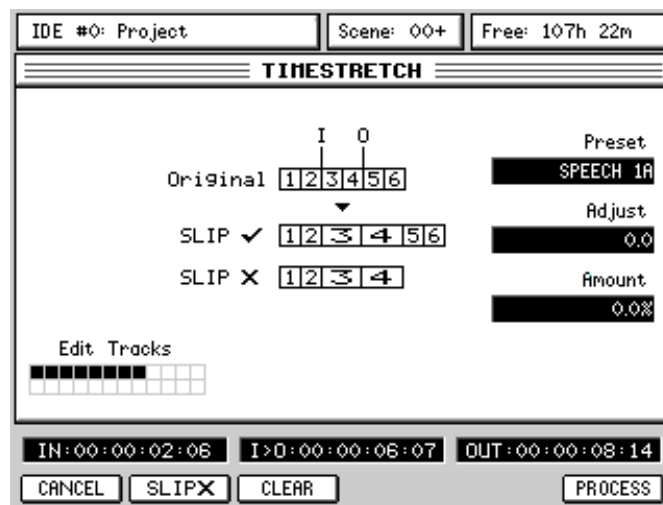 IDE #0: Project
Scene: 00+
Free: 107h 22m
TIMESTRETCH
I O
Original 1 2 3 4 5 6
SLIP ✓ 1 2 3 4 5 6
SLIP X 1 2 3 4
Preset
SPEECH 1A
Adjust
0.0
Amount
0.0%
Edit Tracks
IN:00:00:02:06
I>O:00:00:06:07
OUT:00:00:08:14
CANCEL
SLIPX
CLEAR
PROCESS